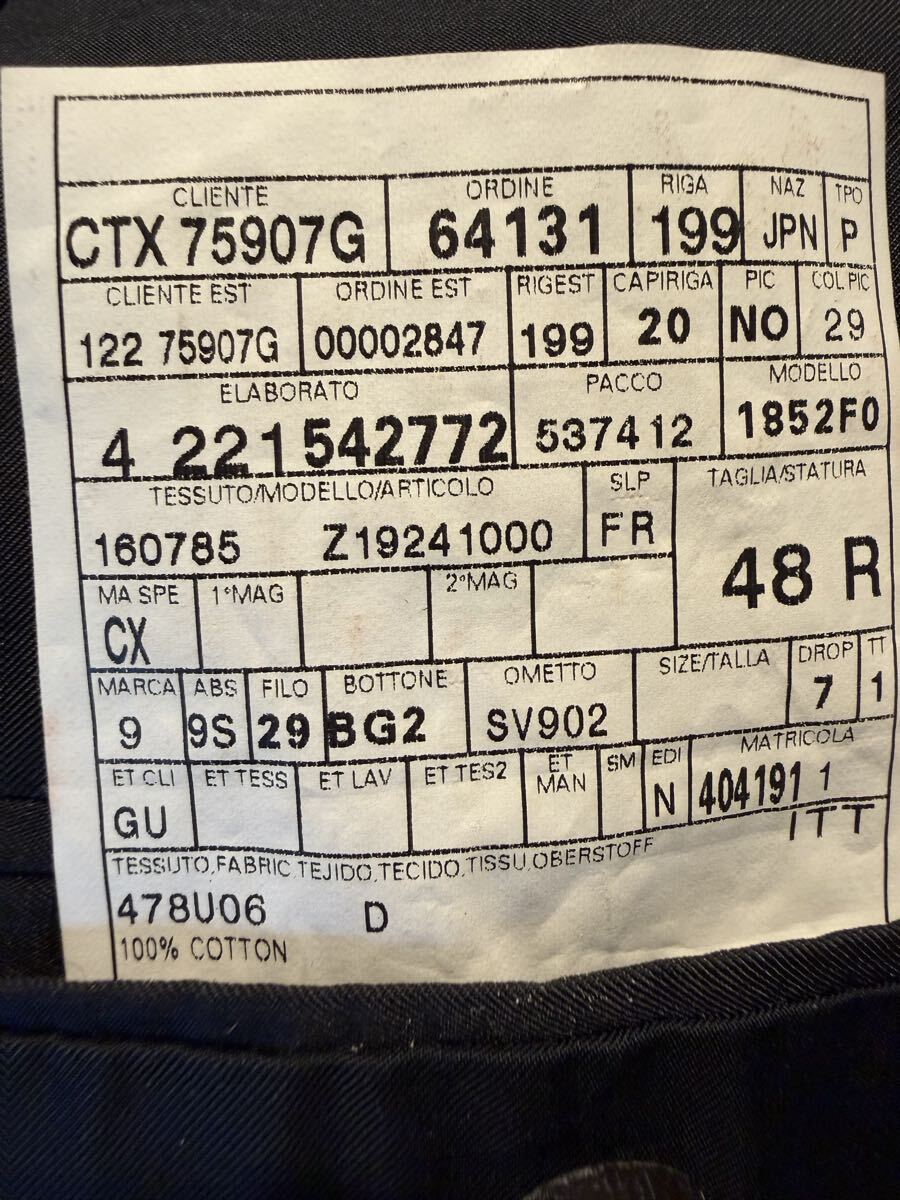 CLIENTE ORDINE RIGA NAZ TPO
CTX 75907G 64131 199 JPN P
CLIENTE EST ORDINE EST RIGEST CAPIRIGA PIC COL PIC
122 75907G 00002847 199 20 NO 29
ELABORATO PACCO MODELLO
4 221542772 537412 1852F0
TESSUTO/MODELLO/ARTICOLO SLP TAGLIA/STATURA
160785 Z19241000 FR 48 R
MA SPE 1°MAG 2°MAG
CX
MARCA ABS FILO BOTTONE OMETTO SIZE/TALLA DROP TT
9 9S 29 BG2 SV902 7 1
ET CLI ET TESS ET LAV ET TES2 ET MAN SM EDI MATRICOLA
GU N 404191 1
ITT
TESSUTO,FABRIC,TEJIDO,TECIDO,TISSU,OBERSTOFF
478U06 D
100% COTTON